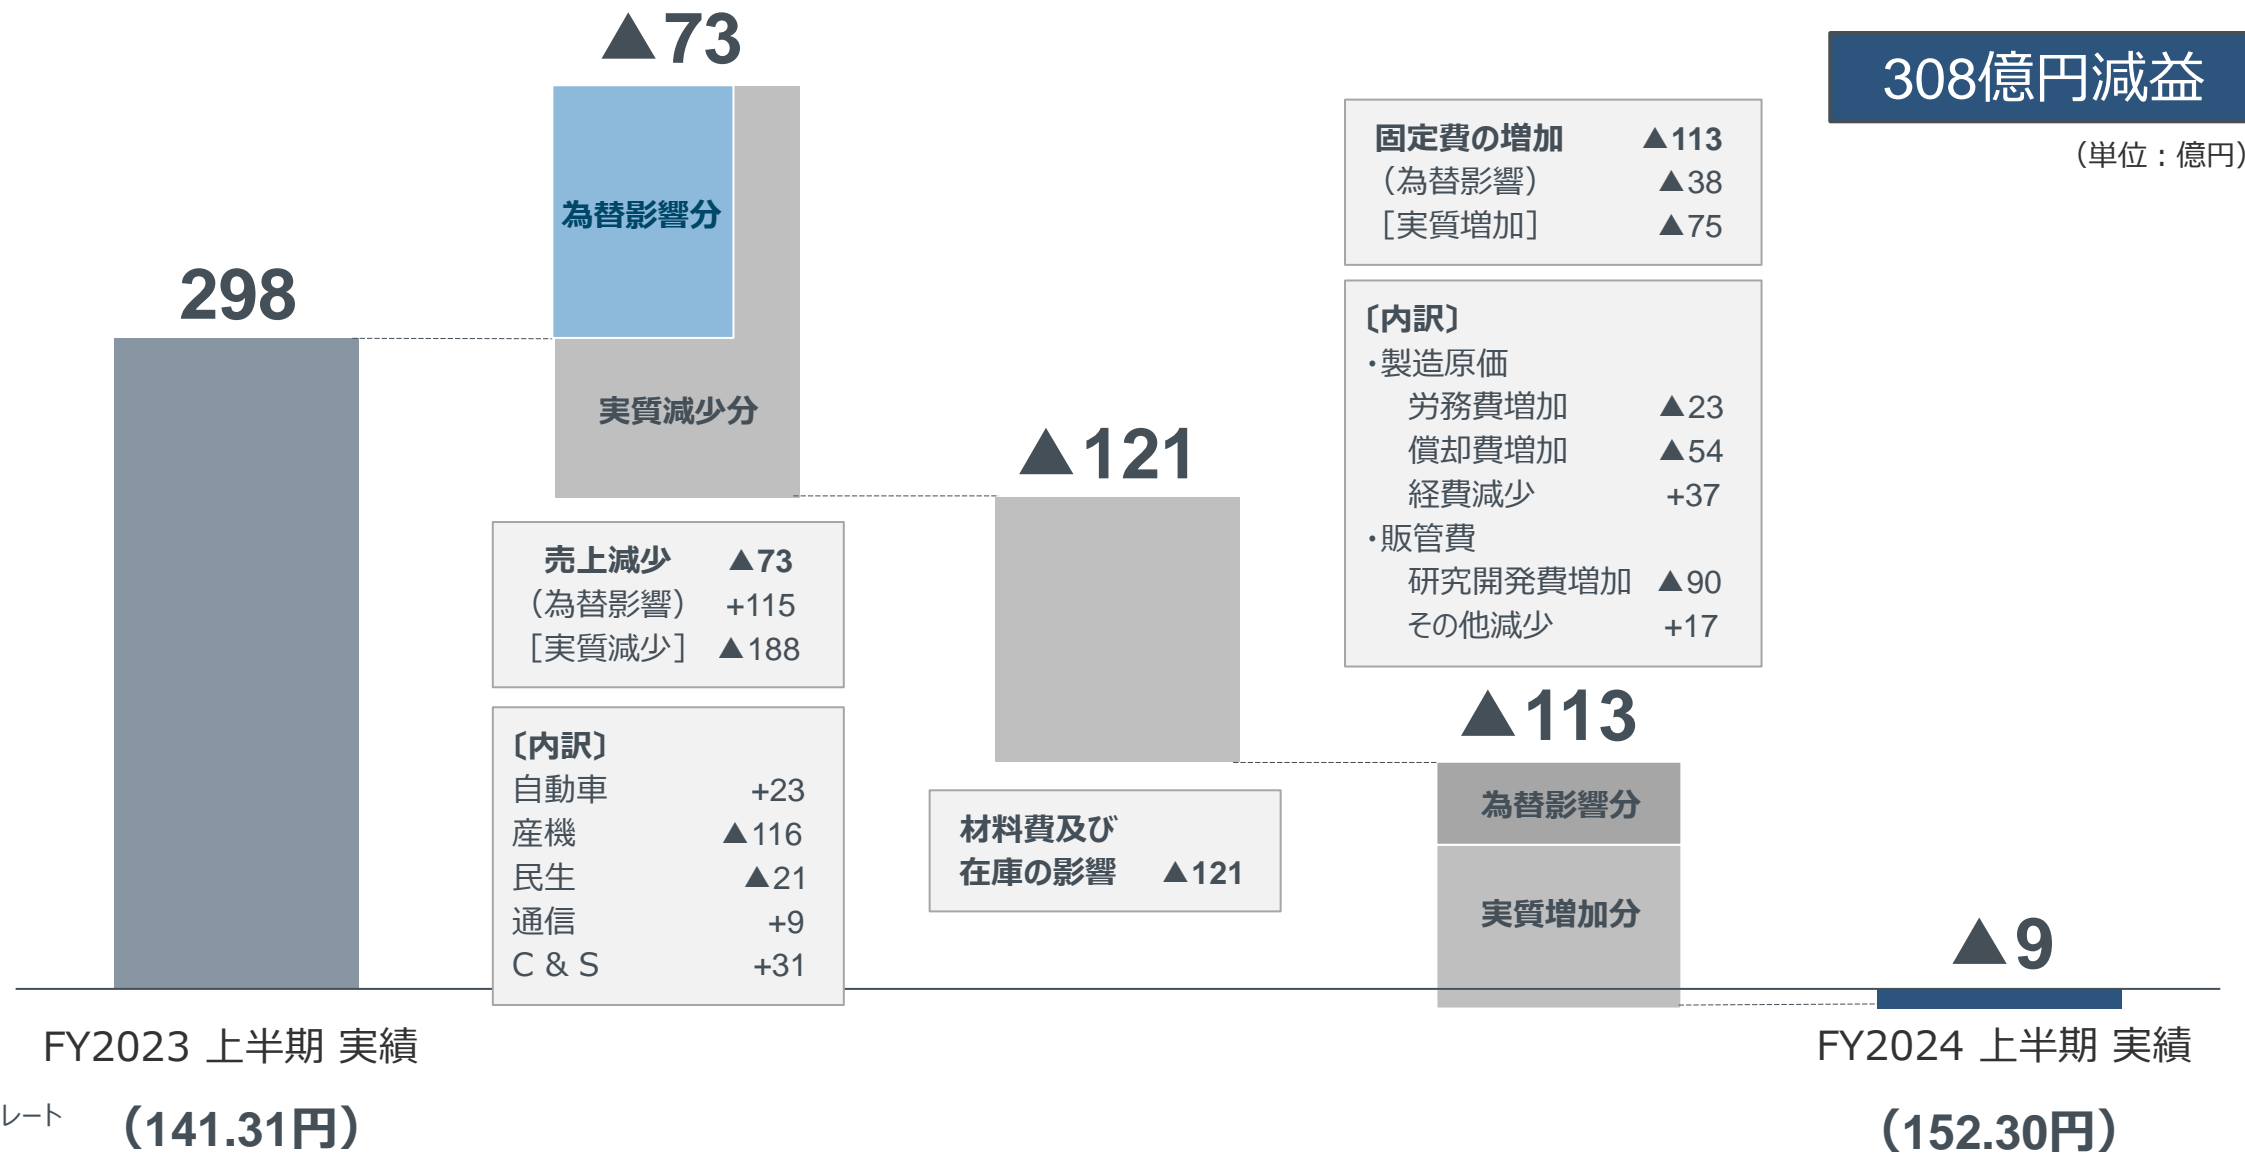 308億円減益
（単位：億円）
298
FY2023 上半期 実績
レート （141.31円）
▲73
為替影響分
実質減少分
売上減少 ▲73
（為替影響） +115
［実質減少］ ▲188
〔内訳〕
自動車 +23
産機 ▲116
民生 ▲21
通信 +9
C & S +31
▲121
材料費及び
在庫の影響 ▲121
固定費の増加 ▲113
（為替影響） ▲38
［実質増加］ ▲75
〔内訳〕
・製造原価
労務費増加 ▲23
償却費増加 ▲54
経費減少 +37
・販管費
研究開発費増加 ▲90
その他減少 +17
▲113
為替影響分
実質増加分
▲9
FY2024 上半期 実績
（152.30円）